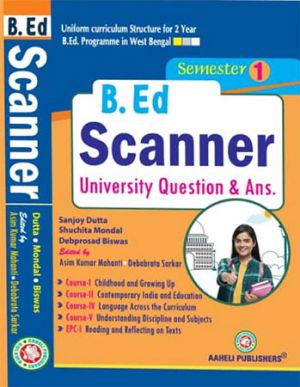 B.Ed
Scanner
Dutta • Mondal • Biswas
Edited by
Asim Kumar Mohanti • Debabrata Sarkar
Uniform curriculum Structure for 2 Year
B.Ed. Programme in West Bengal
Semester 1
B. Ed
Scanner
University Question & Ans.
Sanjoy Dutta
Shuchita Mondal
Debprosad Biswas
Edited by
Asim Kumar Mohanti • Debabrata Sarkar
Course-I Childhood and Growing Up
Course-II Contemporary India and Education
Course-IV Language Across the Curriculum
Course-V Understanding Discipline and Subjects
EPC-I Reading and Reflecting on Texts
AAHELI PUBLISHERS®